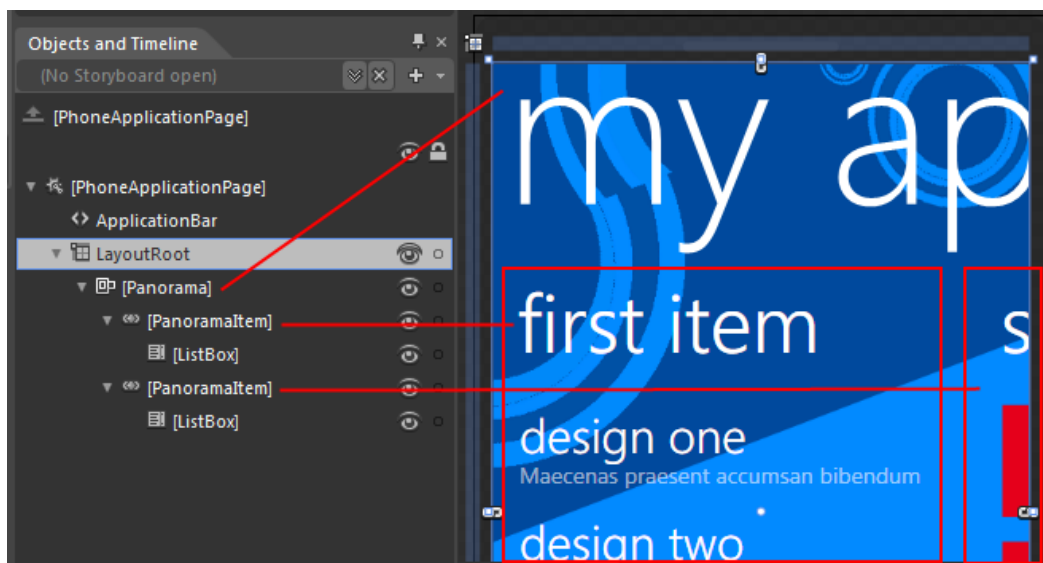 Objects and Timeline
(No Storyboard open)
[PhoneApplicationPage]
[PhoneApplicationPage]
ApplicationBar
LayoutRoot
[Panorama]
[PanoramaItem]
[ListBox]
[PanoramaItem]
[ListBox]
my ap
first item
s
design one
Maecenas praesent accumsan bibendum
design two